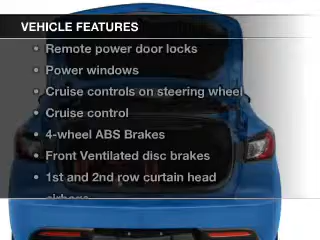 VEHICLE FEATURES
• Remote power door locks
• Power windows
• Cruise controls on steering wheel
• Cruise control
• 4-wheel ABS Brakes
• Front Ventilated disc brakes
• 1st and 2nd row curtain head
airbags